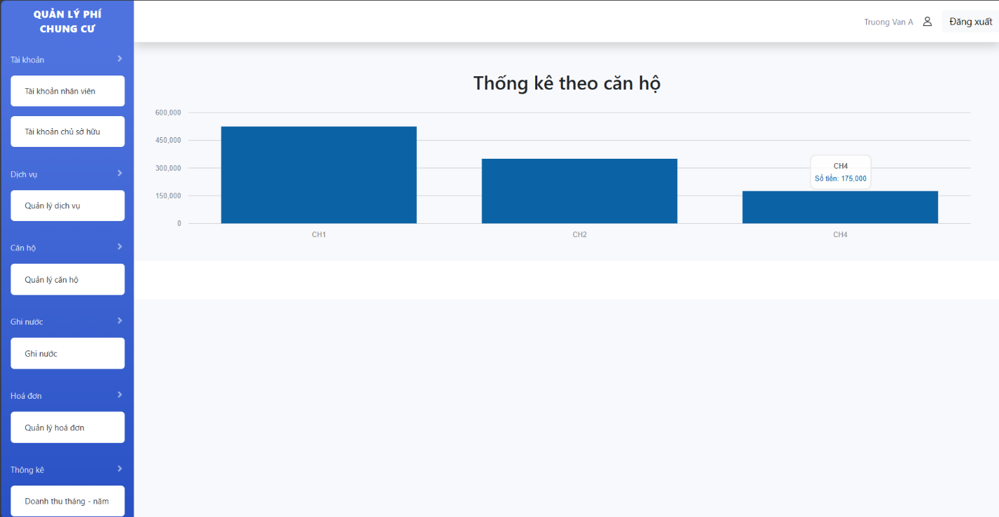 QUẢN LÝ PHÍ
CHUNG CƯ
Truong Van A
Đăng xuất
Tài khoản
Tài khoản nhân viên
Tài khoản chủ sở hữu
Dịch vụ
Quản lý dịch vụ
Căn hộ
Quản lý căn hộ
Ghi nước
Ghi nước
Hoá đơn
Quản lý hoá đơn
Thông kê
Doanh thu tháng - năm
Thống kê theo căn hộ
600,000
450,000
300,000
150,000
0
CH4
Số tiền: 175,000
CH1
CH2
CH4